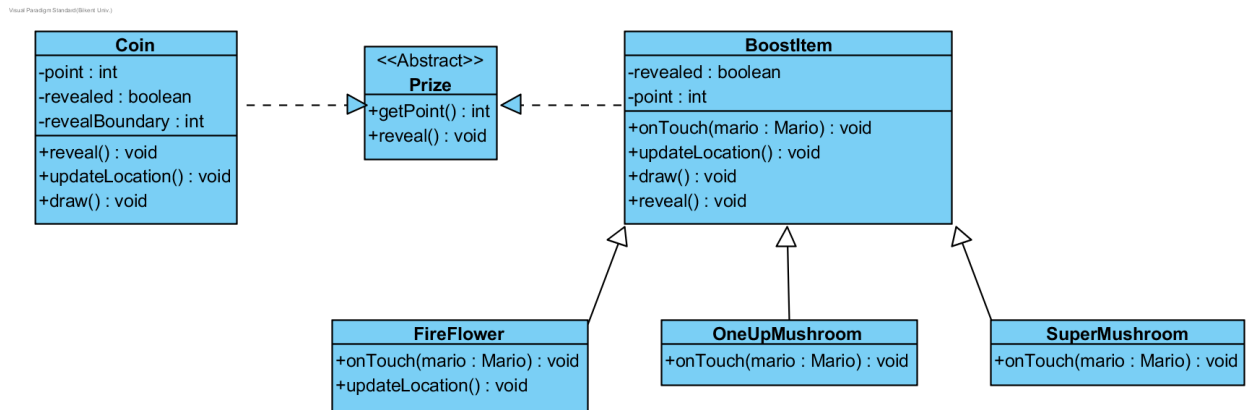 Visual Paradigm Standard(Bilkent Univ.)
Coin
-point : int
-revealed : boolean
-revealBoundary : int
+reveal() : void
+updateLocation() : void
+draw() : void
<<Abstract>>
Prize
+getPoint() : int
+reveal() : void
BoostItem
-revealed : boolean
-point : int
+onTouch(mario : Mario) : void
+updateLocation() : void
+draw() : void
+reveal() : void
FireFlower
+onTouch(mario : Mario) : void
+updateLocation() : void
OneUpMushroom
+onTouch(mario : Mario) : void
SuperMushroom
+onTouch(mario : Mario) : void